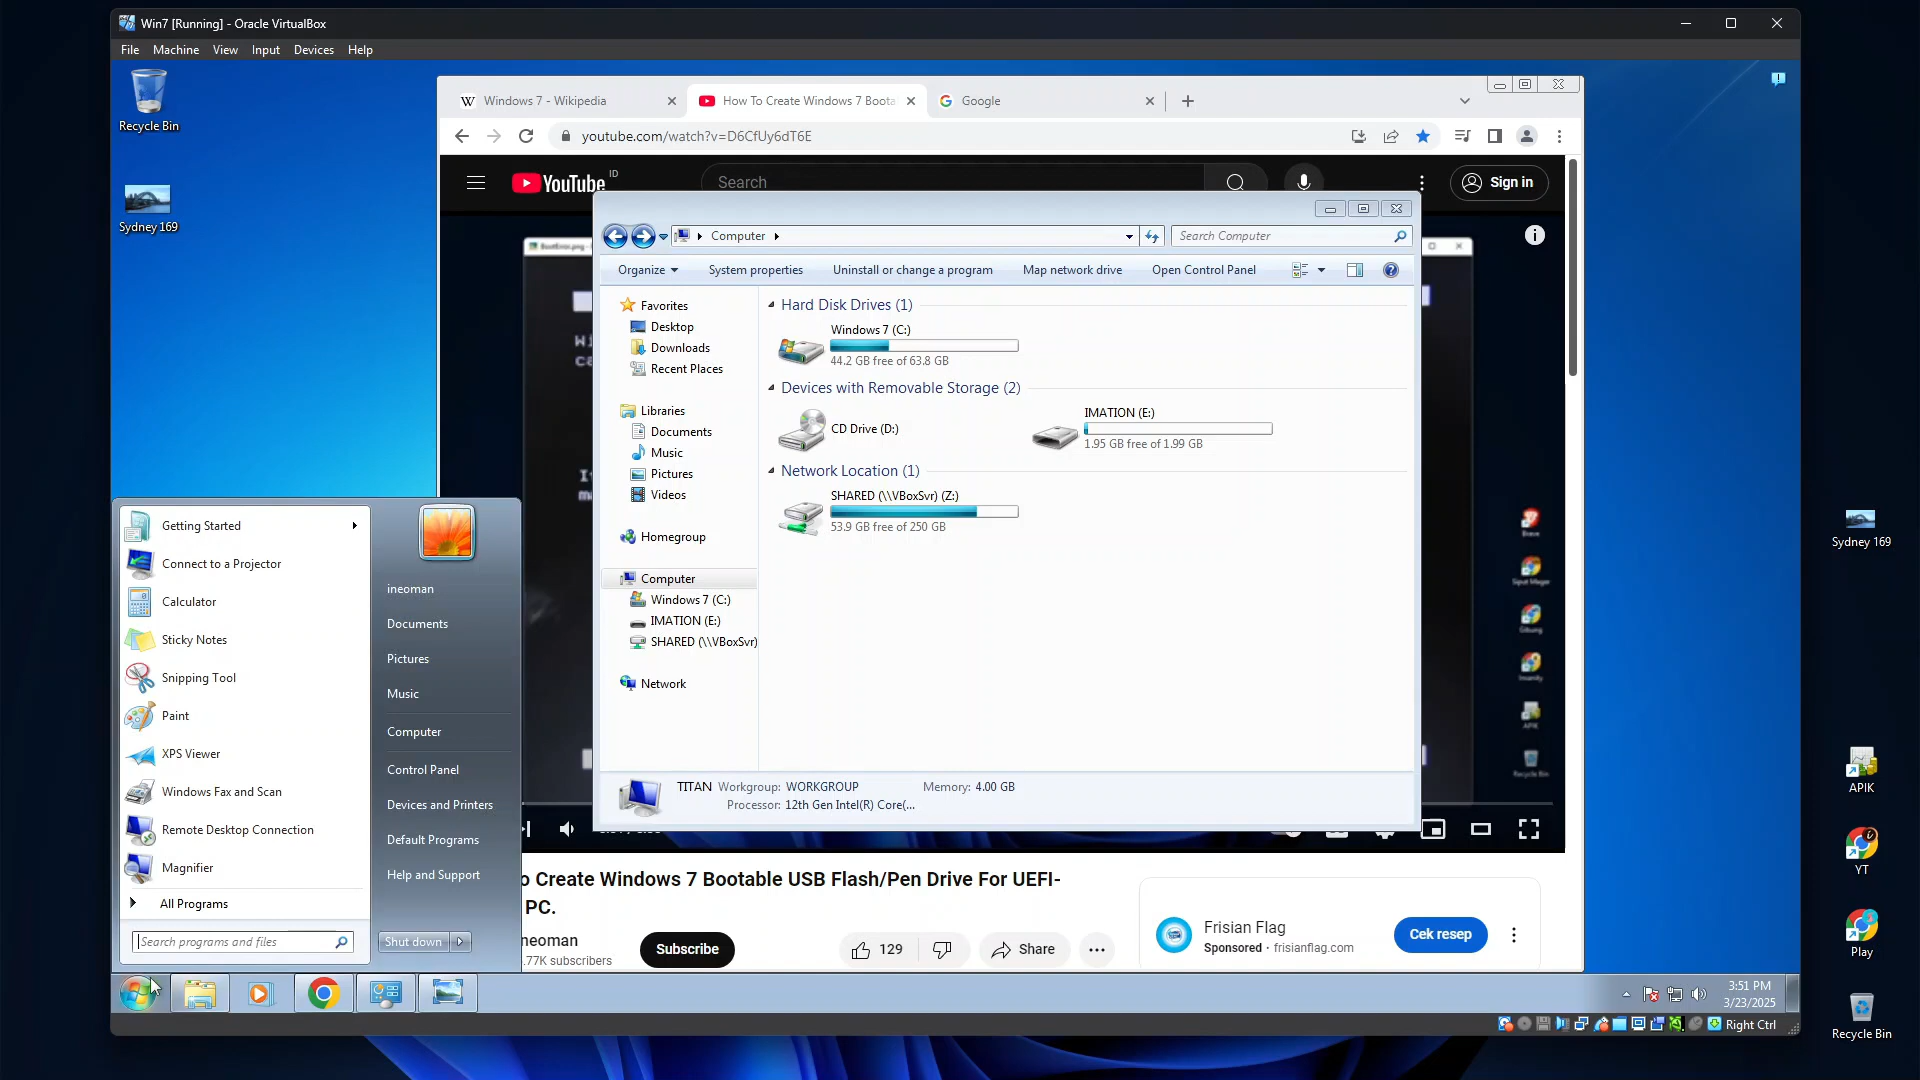 Win7 [Running] - Oracle VirtualBox
File Machine View Input Devices Help
Recycle Bin
Sydney 169
Windows 7 - Wikipedia
How To Create Windows 7 Boota
Google
youtube.com/watch?v=D6CfUy6dT6E
YouTube ID
Search
Sign in
Computer
Search Computer
Organize
System properties
Uninstall or change a program
Map network drive
Open Control Panel
Favorites
Desktop
Downloads
Recent Places
Libraries
Documents
Music
Pictures
Videos
Homegroup
Computer
Windows 7 (C:)
IMATION (E:)
SHARED (\\VBoxSvr)
Network
Hard Disk Drives (1)
Windows 7 (C:)
44.2 GB free of 63.8 GB
Devices with Removable Storage (2)
CD Drive (D:)
IMATION (E:)
1.95 GB free of 1.99 GB
Network Location (1)
SHARED (\\VBoxSvr) (Z:)
53.9 GB free of 250 GB
TITAN Workgroup: WORKGROUP Memory: 4.00 GB
Processor: 12th Gen Intel(R) Core(...
Getting Started
Connect to a Projector
Calculator
Sticky Notes
Snipping Tool
Paint
XPS Viewer
Windows Fax and Scan
Remote Desktop Connection
Magnifier
All Programs
Search programs and files
ineoman
Documents
Pictures
Music
Computer
Control Panel
Devices and Printers
Default Programs
Help and Support
Shut down
o Create Windows 7 Bootable USB Flash/Pen Drive For UEFI-
PC.
neoman
.77K subscribers
Subscribe
129
Share
Frisian Flag
Sponsored · frisianflag.com
Cek resep
3:51 PM
3/23/2025
Right Ctrl
Sydney 169
APIK
YT
Play
Recycle Bin